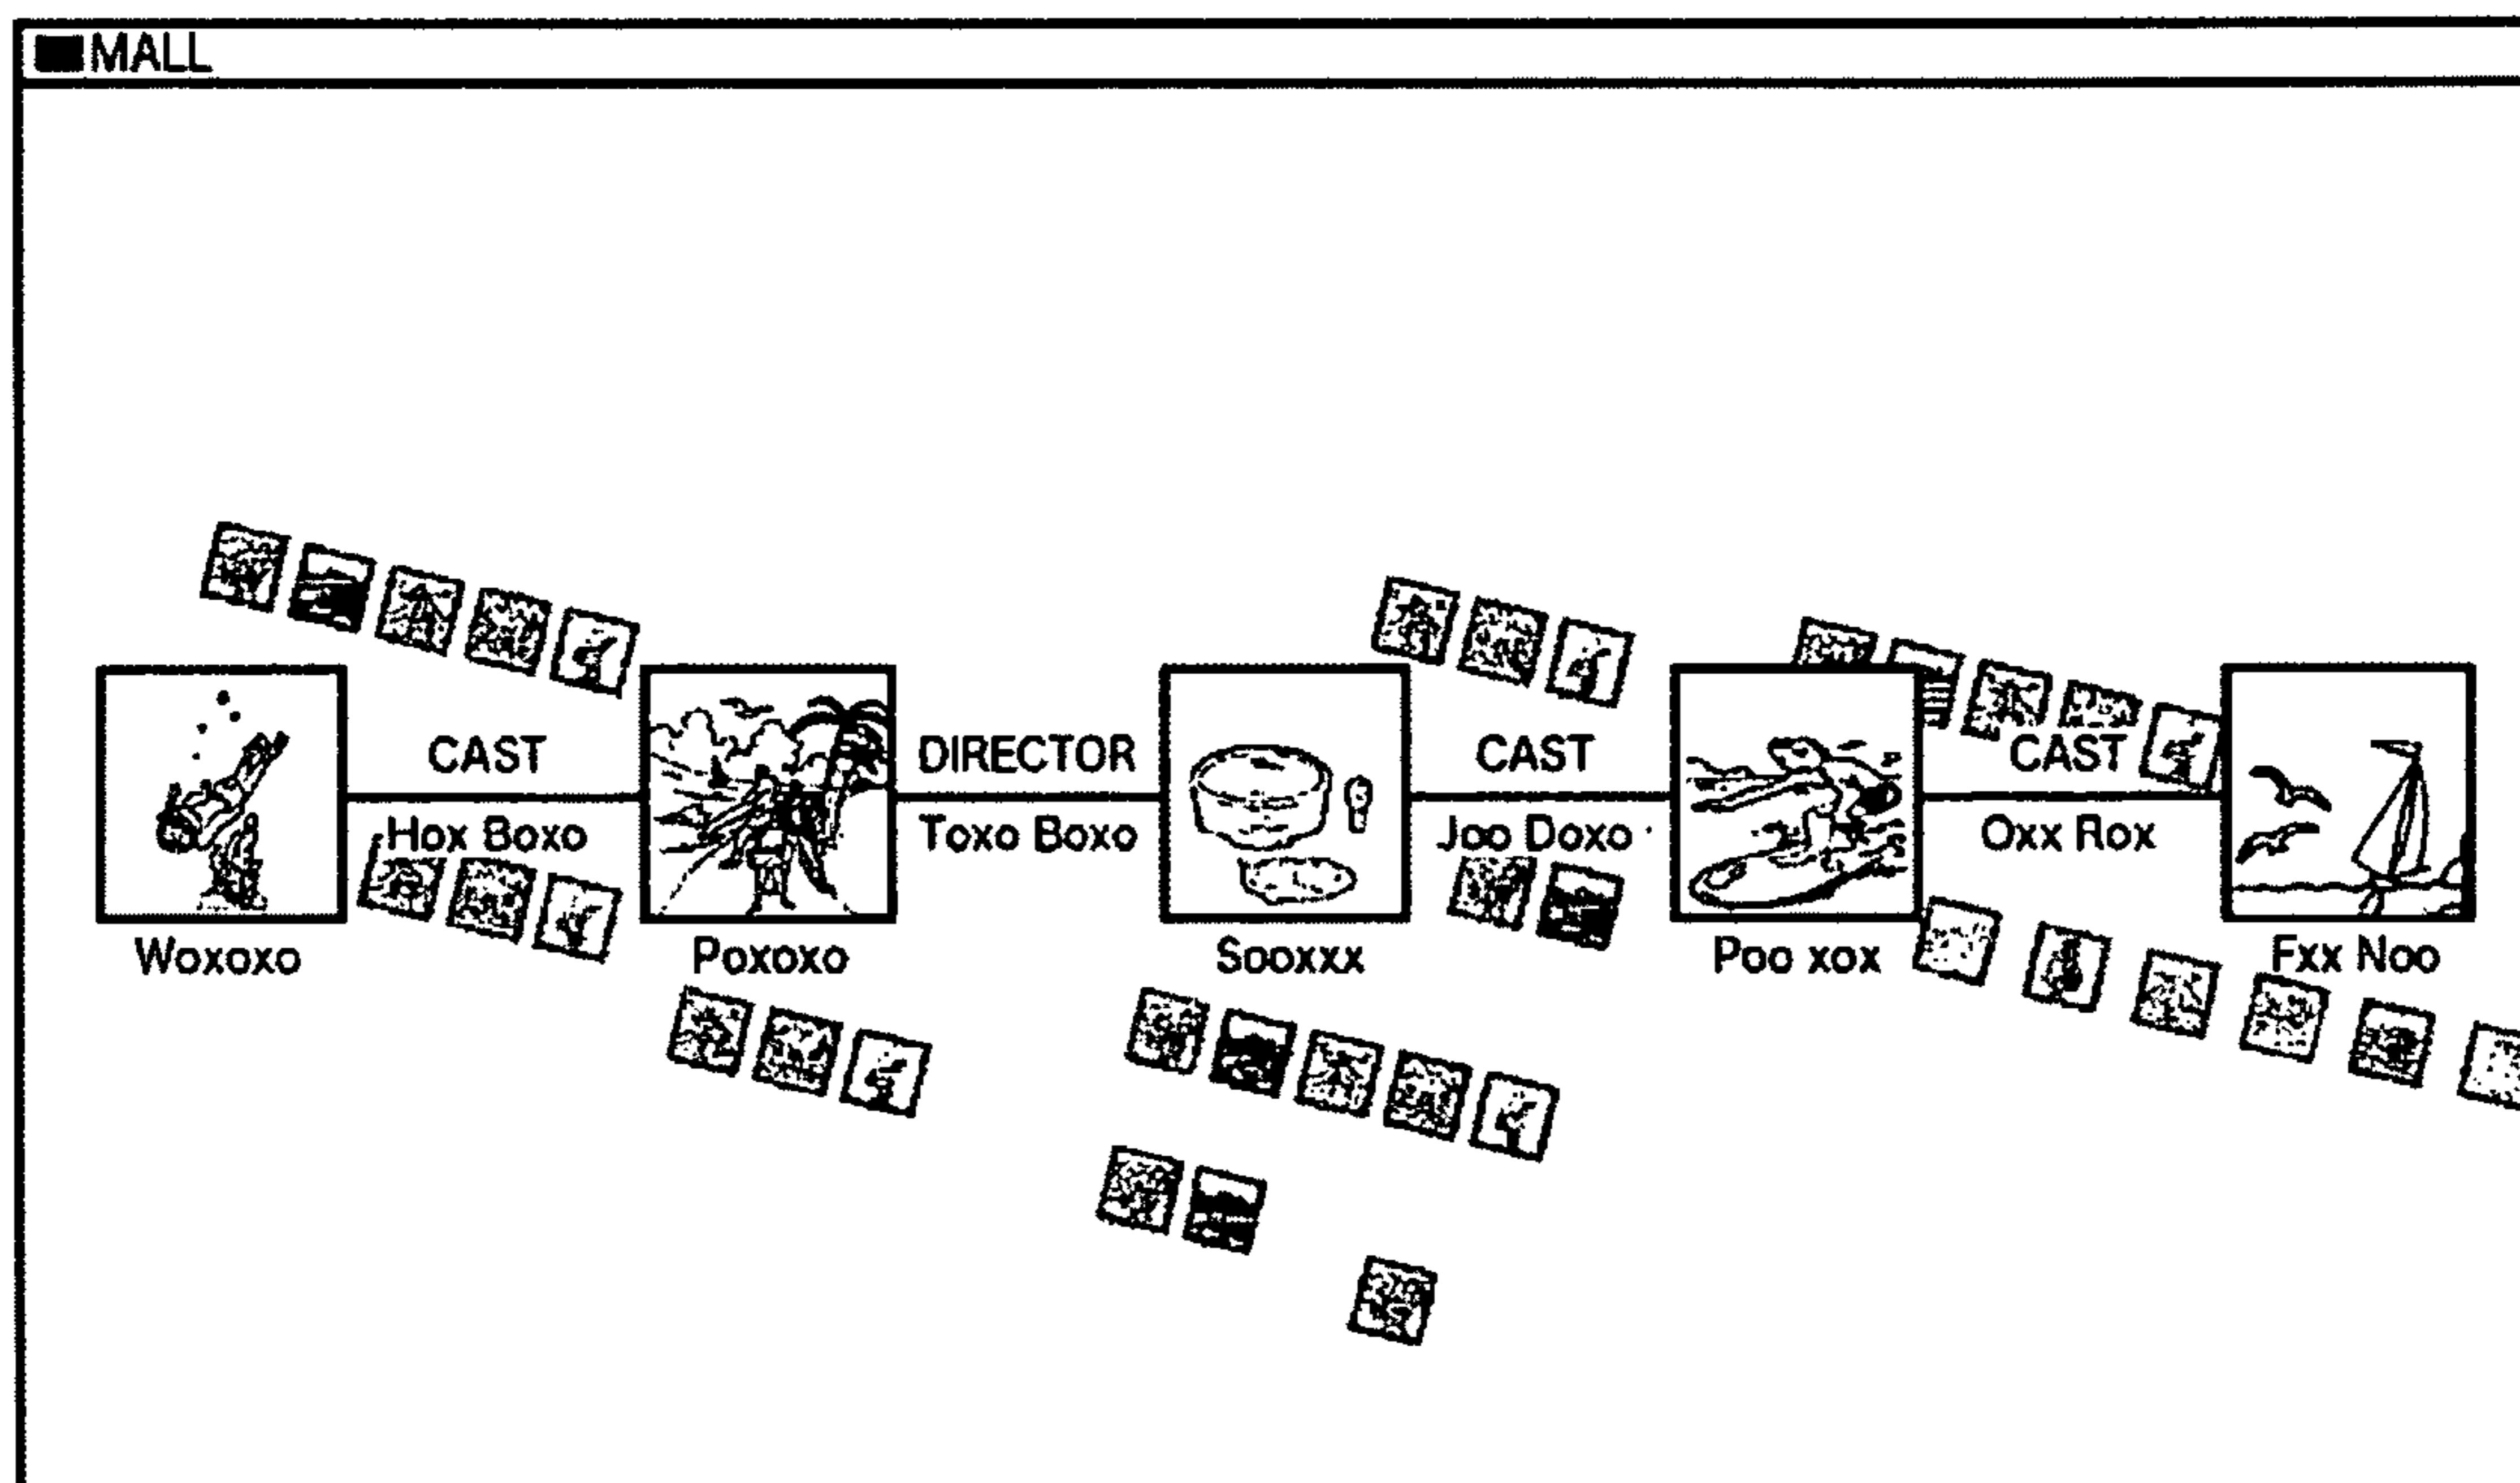 MALL
CAST
DIRECTOR
CAST
CAST
Hox Boxo
Toxo Boxo
Joo Doxo
Oxx Rox
Woxoxo
Poxoxo
Sooxxx
Poo xox
Fxx Noo